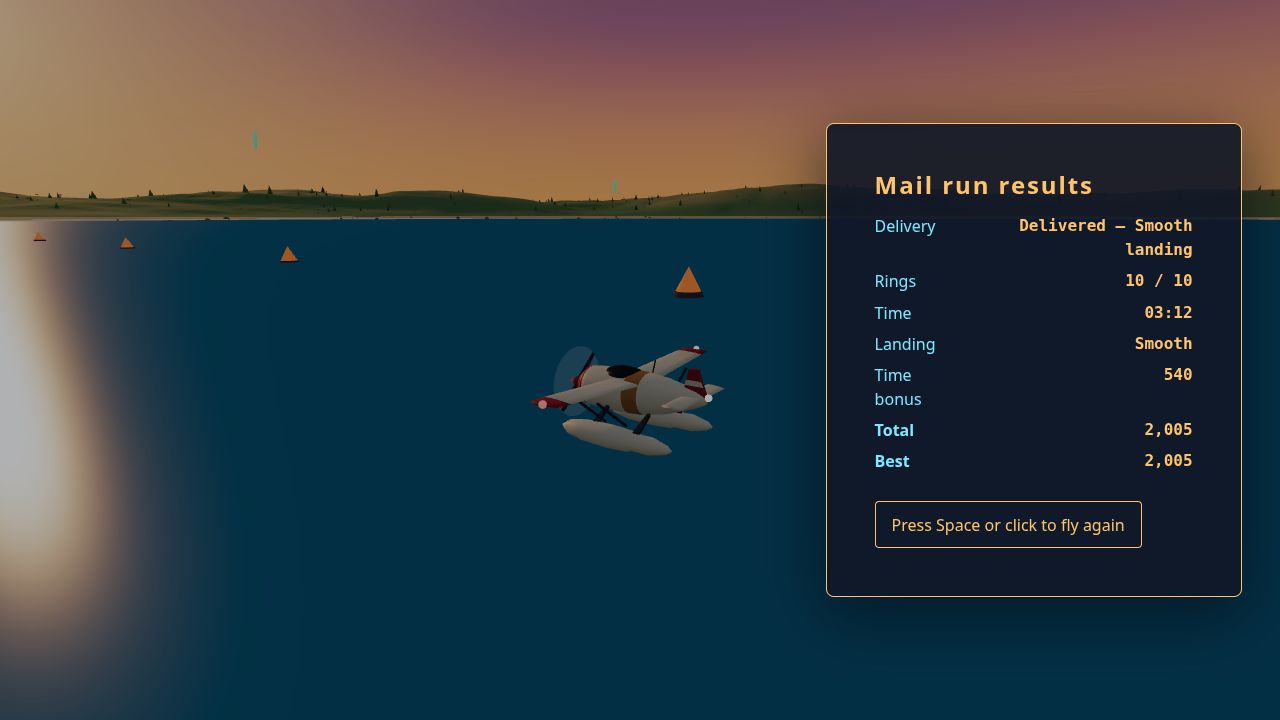 Mail run results
Delivery Delivered — Smooth
landing
Rings 10 / 10
Time 03:12
Landing Smooth
Time 540
bonus
Total 2,005
Best 2,005
Press Space or click to fly again